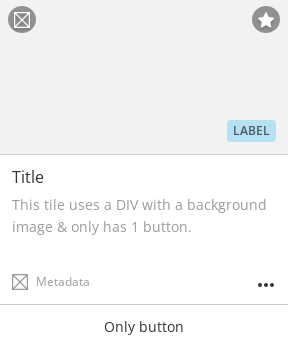 LABEL
Title
This tile uses a DIV with a background
image & only has 1 button.
Metadata
Only button